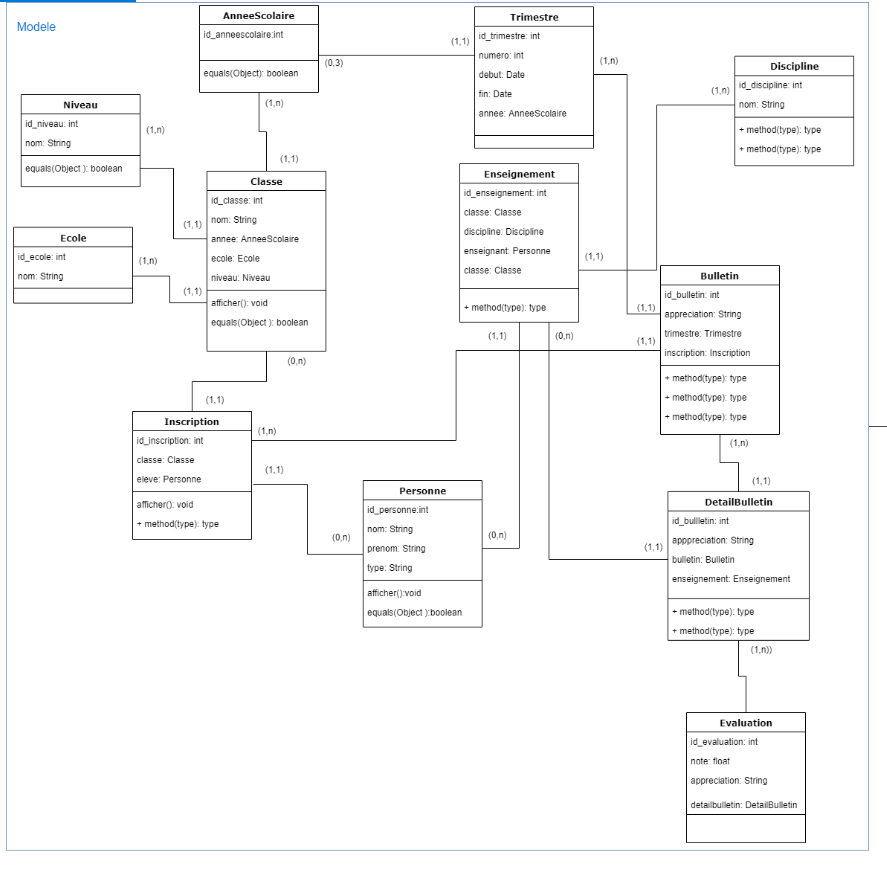 Modele
AnneeScolaire
id_anneescolaire:int
equals(Object): boolean
(0,3)
(1,1)
(1,n)
Trimestre
id_trimestre: int
numero: int
debut: Date
fin: Date
annee: AnneeScolaire
(1,n)
Discipline
id_discipline: int
nom: String
+ method(type): type
+ method(type): type
(1,n)
Niveau
id_niveau: int
nom: String
equals(Object ): boolean
(1,n)
(1,1)
Classe
id_classe: int
nom: String
annee: AnneeScolaire
ecole: Ecole
niveau: Niveau
afficher(): void
equals(Object ): boolean
(1,1)
(1,1)
(0,n)
Ecole
id_ecole: int
nom: String
(1,n)
Enseignement
id_enseignement: int
classe: Classe
discipline: Discipline
enseignant: Personne
classe: Classe
+ method(type): type
(1,1)
(1,1)
(0,n)
Bulletin
id_bulletin: int
appreciation: String
trimestre: Trimestre
inscription: Inscription
+ method(type): type
+ method(type): type
+ method(type): type
(1,1)
(1,1)
(1,n)
(1,1)
Inscription
id_inscription: int
classe: Classe
eleve: Personne
afficher(): void
+ method(type): type
(1,1)
(1,n)
(1,1)
Personne
id_personne:int
nom: String
prenom: String
type: String
afficher():void
equals(Object ):boolean
(0,n)
(0,n)
DetailBulletin
id_bullletin: int
apppreciation: String
bulletin: Bulletin
enseignement: Enseignement
+ method(type): type
+ method(type): type
(1,1)
(1,n))
Evaluation
id_evaluation: int
note: float
appreciation: String
detailbulletin: DetailBulletin